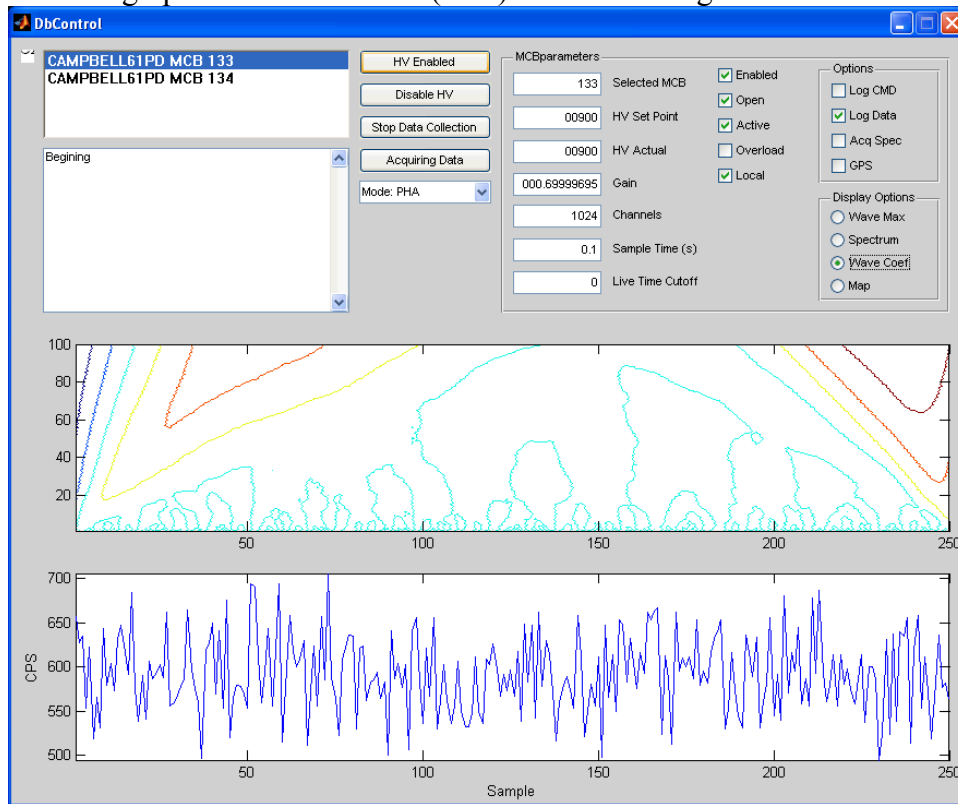 DbControl
CAMPBELL61PD MCB 133
CAMPBELL61PD MCB 134
Begining
HV Enabled
Disable HV
Stop Data Collection
Acquiring Data
Mode: PHA
MCBparameters
133 Selected MCB
00900 HV Set Point
00900 HV Actual
000.69999695 Gain
1024 Channels
0.1 Sample Time (s)
0 Live Time Cutoff
Enabled
Open
Active
Overload
Local
Options
Log CMD
Log Data
Acq Spec
GPS
Display Options
Wave Max
Spectrum
Wave Coef
Map
100
80
60
40
20
50 100 150 200 250
700
650
600
550
500
CPS
50 100 150 200 250
Sample